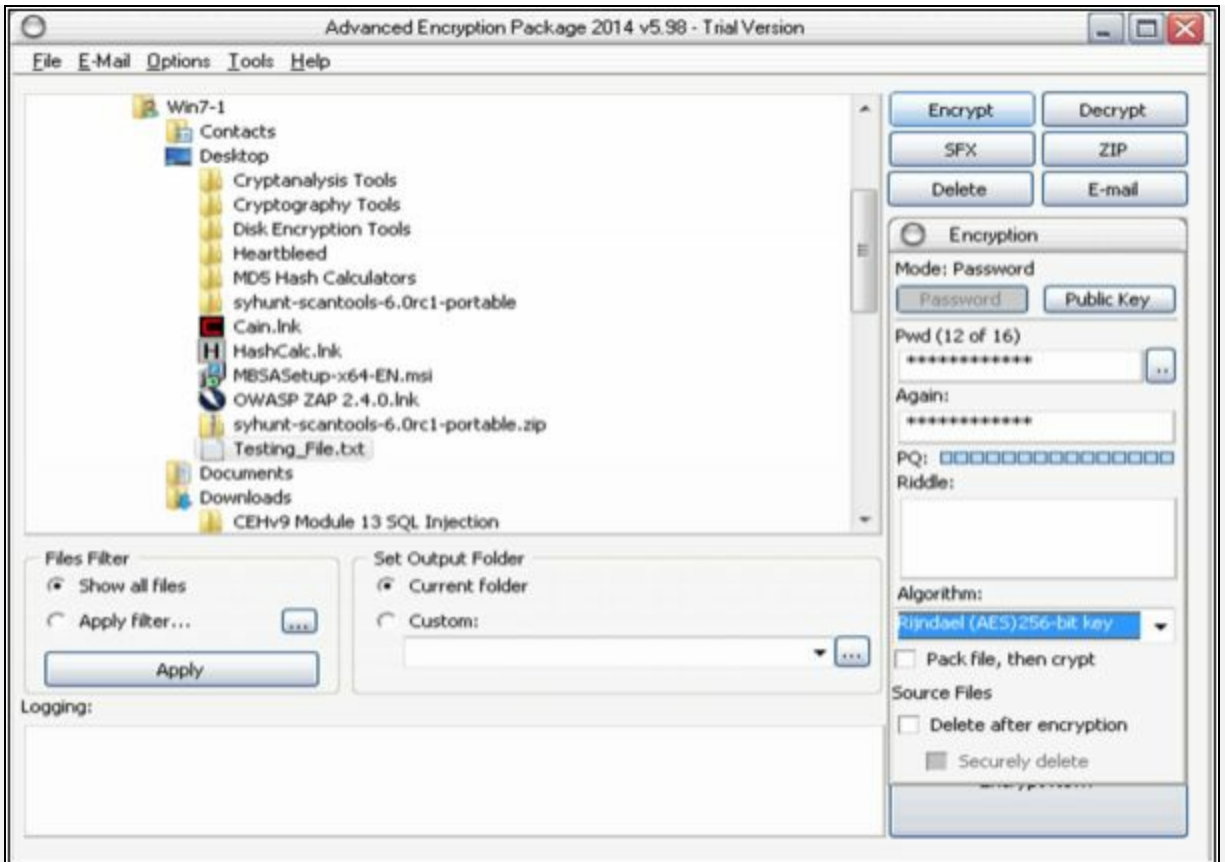 Advanced Encryption Package 2014 v5.98 - Trial Version
File E-Mail Options Tools Help
Win7-1
Contacts
Desktop
Cryptanalysis Tools
Cryptography Tools
Disk Encryption Tools
Heartbleed
MD5 Hash Calculators
syhunt-scantools-6.0rc1-portable
Cain.lnk
HashCalc.lnk
MBSASetup-x64-EN.msi
OWASP ZAP 2.4.0.lnk
syhunt-scantools-6.0rc1-portable.zip
Testing_File.txt
Documents
Downloads
CEHv9 Module 13 SQL Injection
Files Filter
Show all files
Apply filter...
...
Apply
Set Output Folder
Current folder
Custom:
...
Logging:
Encrypt Decrypt
SFX ZIP
Delete E-mail
Encryption
Mode: Password
Password Public Key
Pwd (12 of 16)
************
..
Again:
************
PQ:
Riddle:
Algorithm:
Rijndael (AES)256-bit key
Pack file, then crypt
Source Files
Delete after encryption
Securely delete